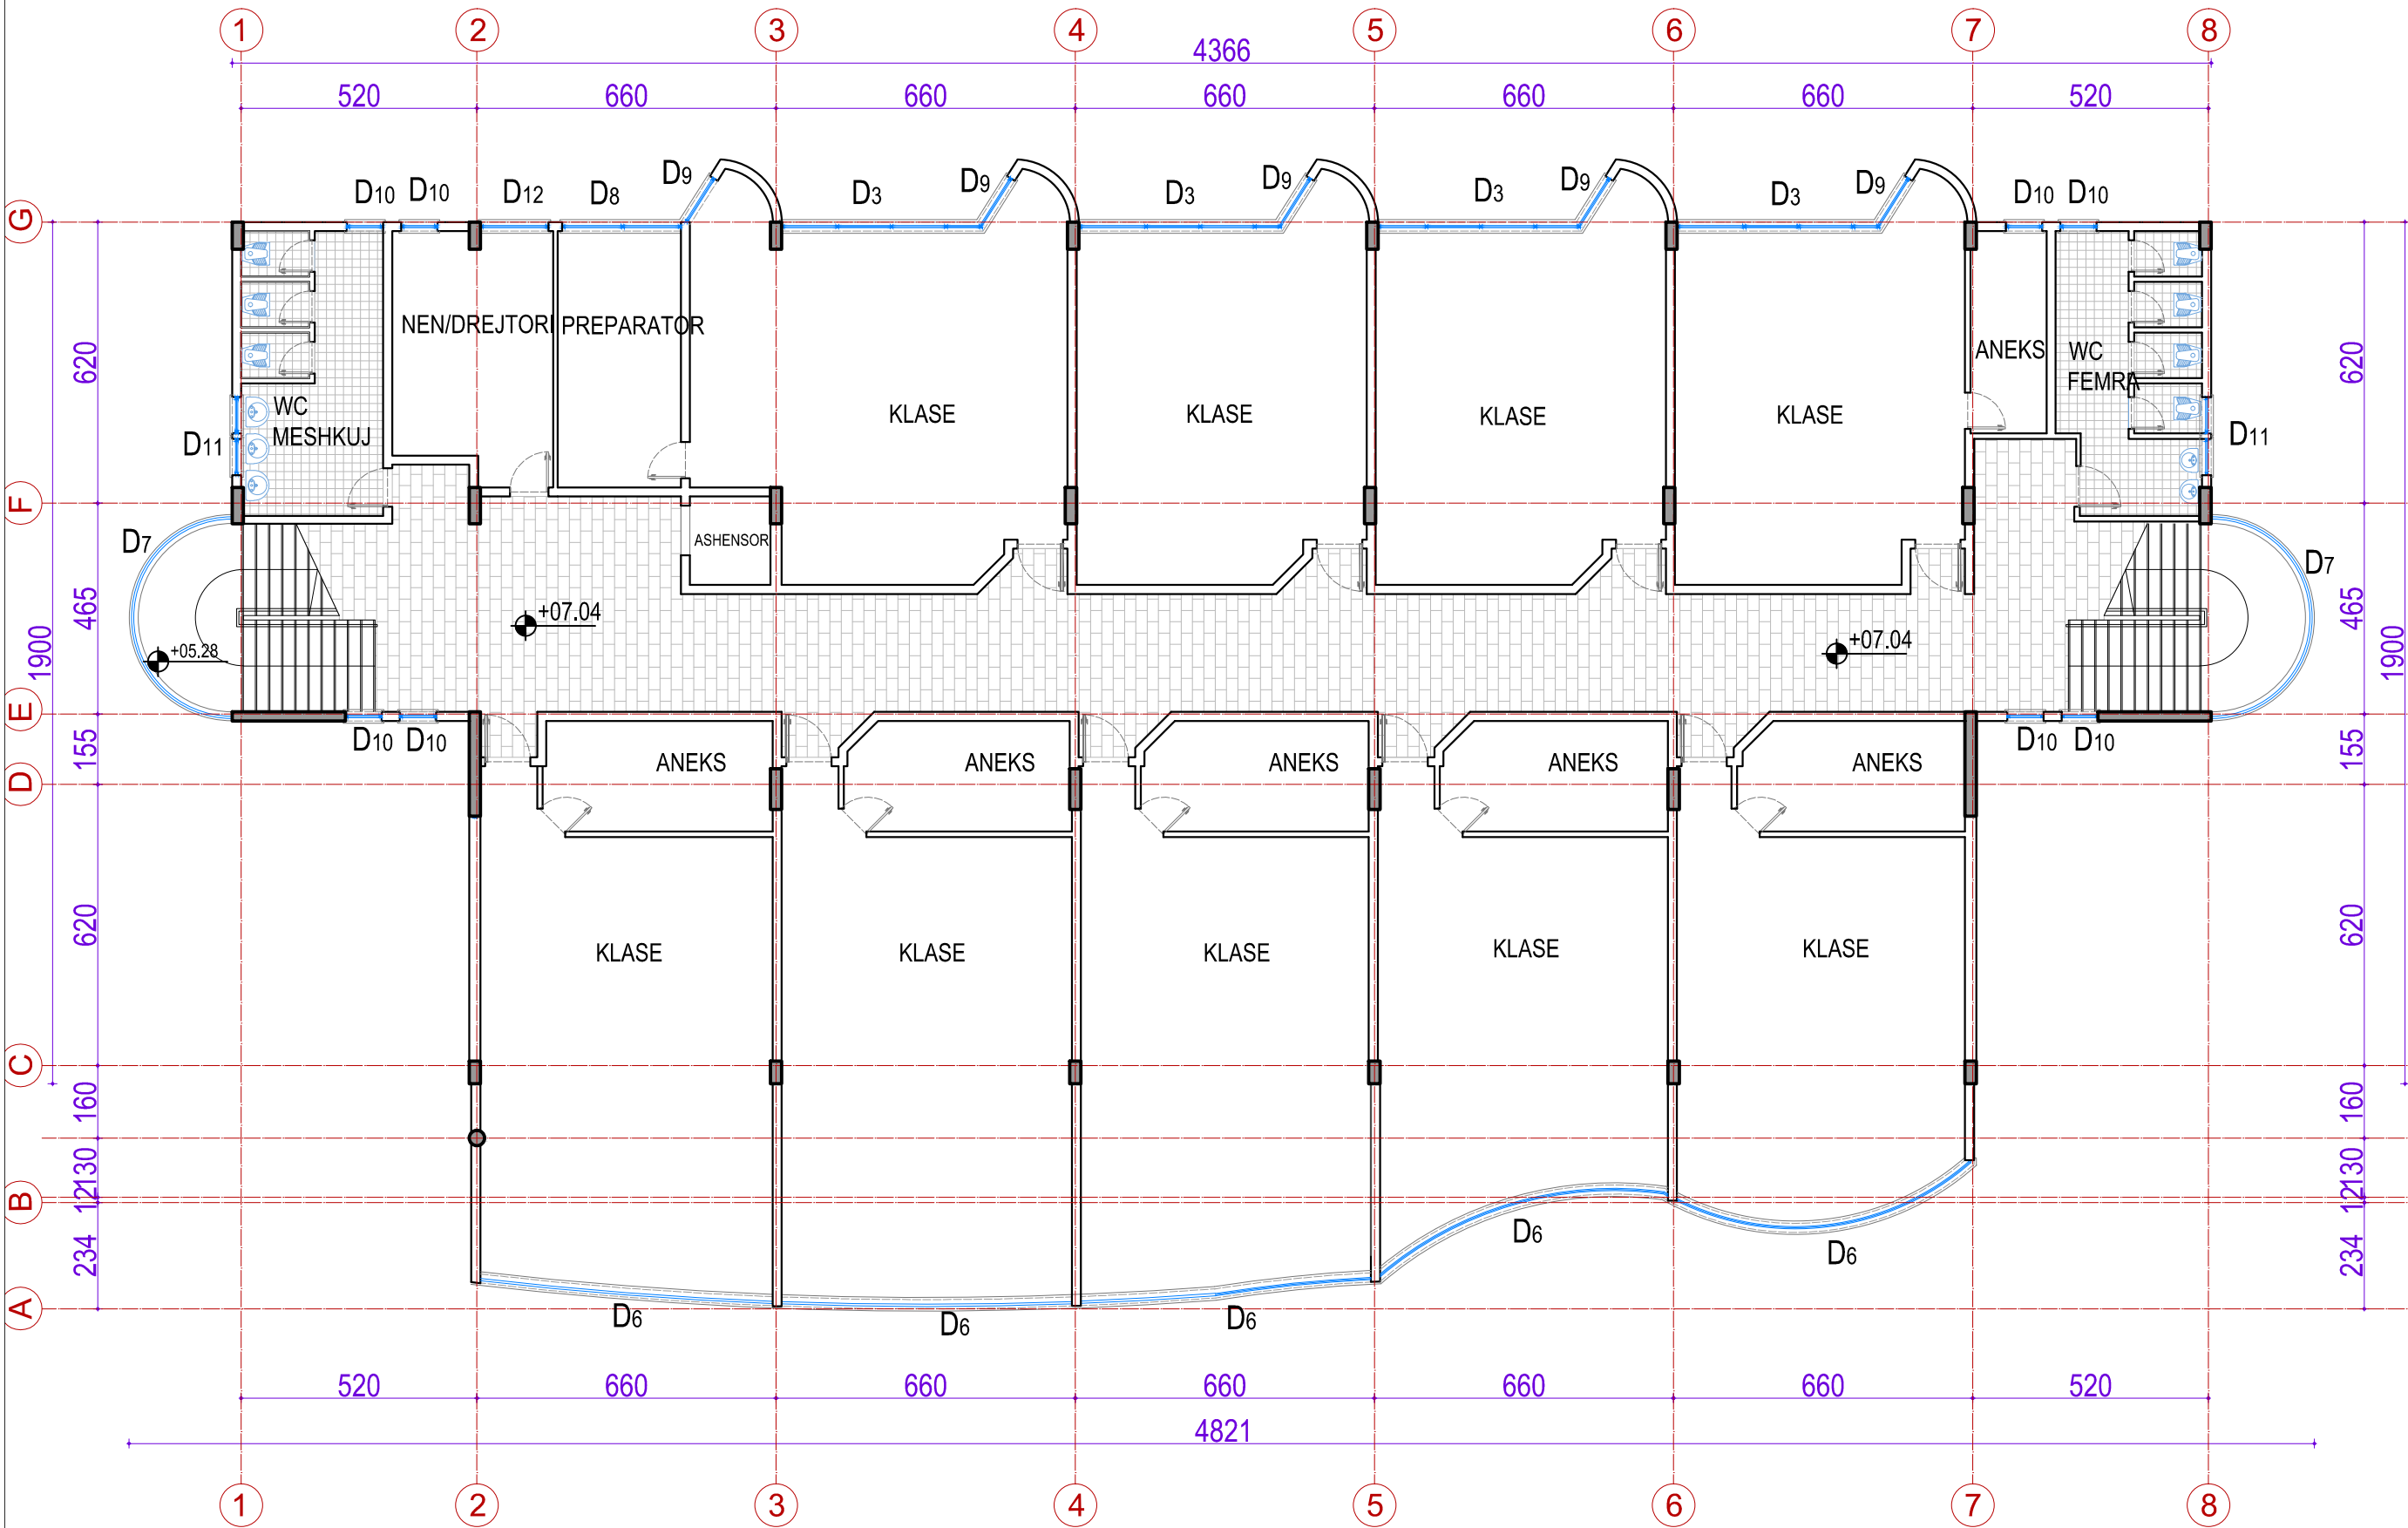 1 2 3 4 5 6 7 8
4366
520 660 660 660 660 660 520
D10 D10 D12 D8 D9 D3 D9 D3 D9 D3 D9 D3 D9 D10 D10
G
NEN/DREJTORI PREPARATOR
620 620
ANEKS WC
FEMRA
WC
MESHKUJ
KLASE KLASE KLASE KLASE
D11 D11
F
D7 ASHENSOR D7
465 +07.04 465
1900 +05.28 +07.04 1900
E
D10 D10 D10 D10
155 ANEKS ANEKS ANEKS ANEKS ANEKS 155
D
620 KLASE KLASE KLASE KLASE KLASE 620
C
160 160
130 130
12 12
B
D6 D6
234 234
A
D6 D6 D6
520 660 660 660 660 660 520
4821
1 2 3 4 5 6 7 8